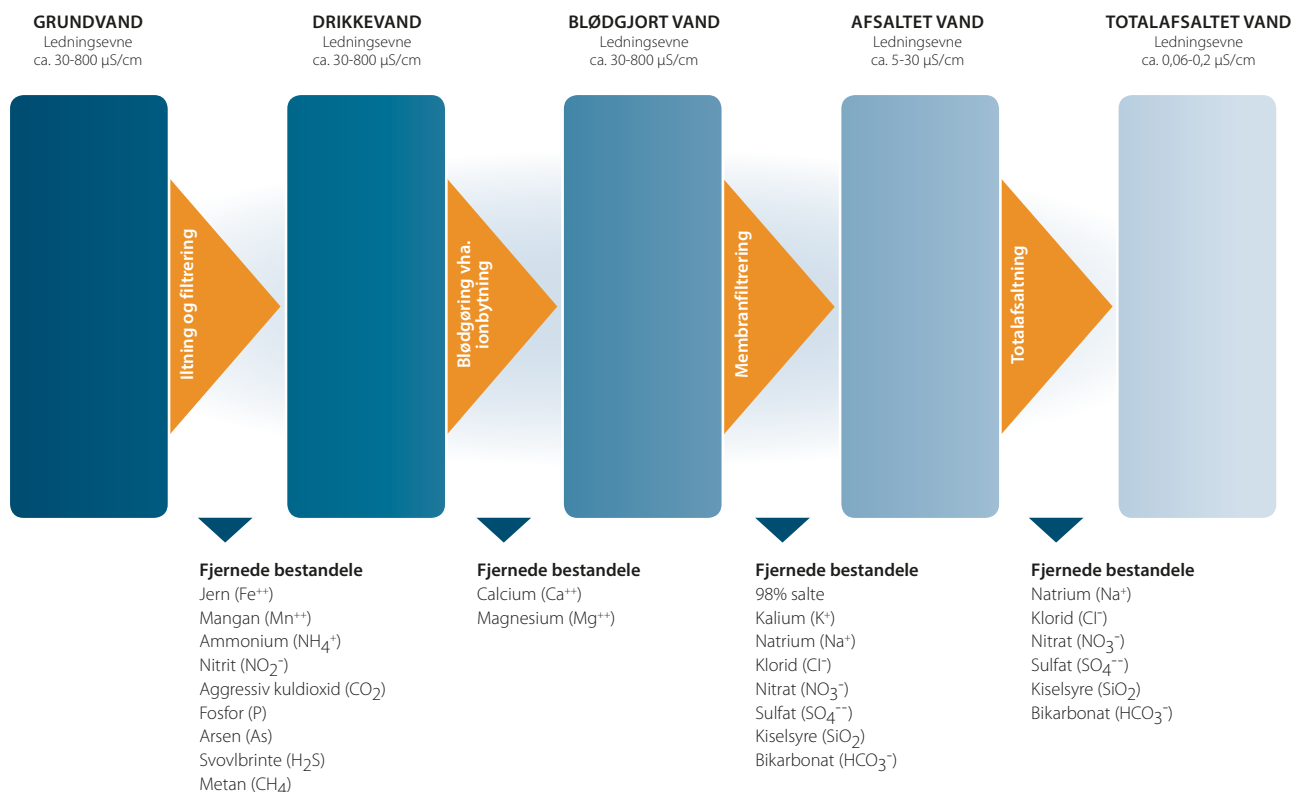 GRUNDVAND
Ledningsevne
ca. 30-800 µS/cm
DRIKKEVAND
Ledningsevne
ca. 30-800 µS/cm
BLØDGJORT VAND
Ledningsevne
ca. 30-800 µS/cm
AFSALTET VAND
Ledningsevne
ca. 5-30 µS/cm
TOTALAFSALTET VAND
Ledningsevne
ca. 0,06-0,2 µS/cm
Iltning og filtrering
Blødgøring vha.
ionbytning
Membranfiltrering
Totalafsaltning
Fjernede bestandele
Jern (Fe⁺⁺)
Mangan (Mn⁺⁺)
Ammonium (NH₄⁺)
Nitrit (NO₂⁻)
Aggressiv kuldioxid (CO₂)
Fosfor (P)
Arsen (As)
Svovlbrinte (H₂S)
Metan (CH₄)
Fjernede bestandele
Calcium (Ca⁺⁺)
Magnesium (Mg⁺⁺)
Fjernede bestandele
98% salte
Kalium (K⁺)
Natrium (Na⁺)
Klorid (Cl⁻)
Nitrat (NO₃⁻)
Sulfat (SO₄⁻⁻)
Kiselsyre (SiO₂)
Bikarbonat (HCO₃⁻)
Fjernede bestandele
Natrium (Na⁺)
Klorid (Cl⁻)
Nitrat (NO₃⁻)
Sulfat (SO₄⁻⁻)
Kiselsyre (SiO₂)
Bikarbonat (HCO₃⁻)